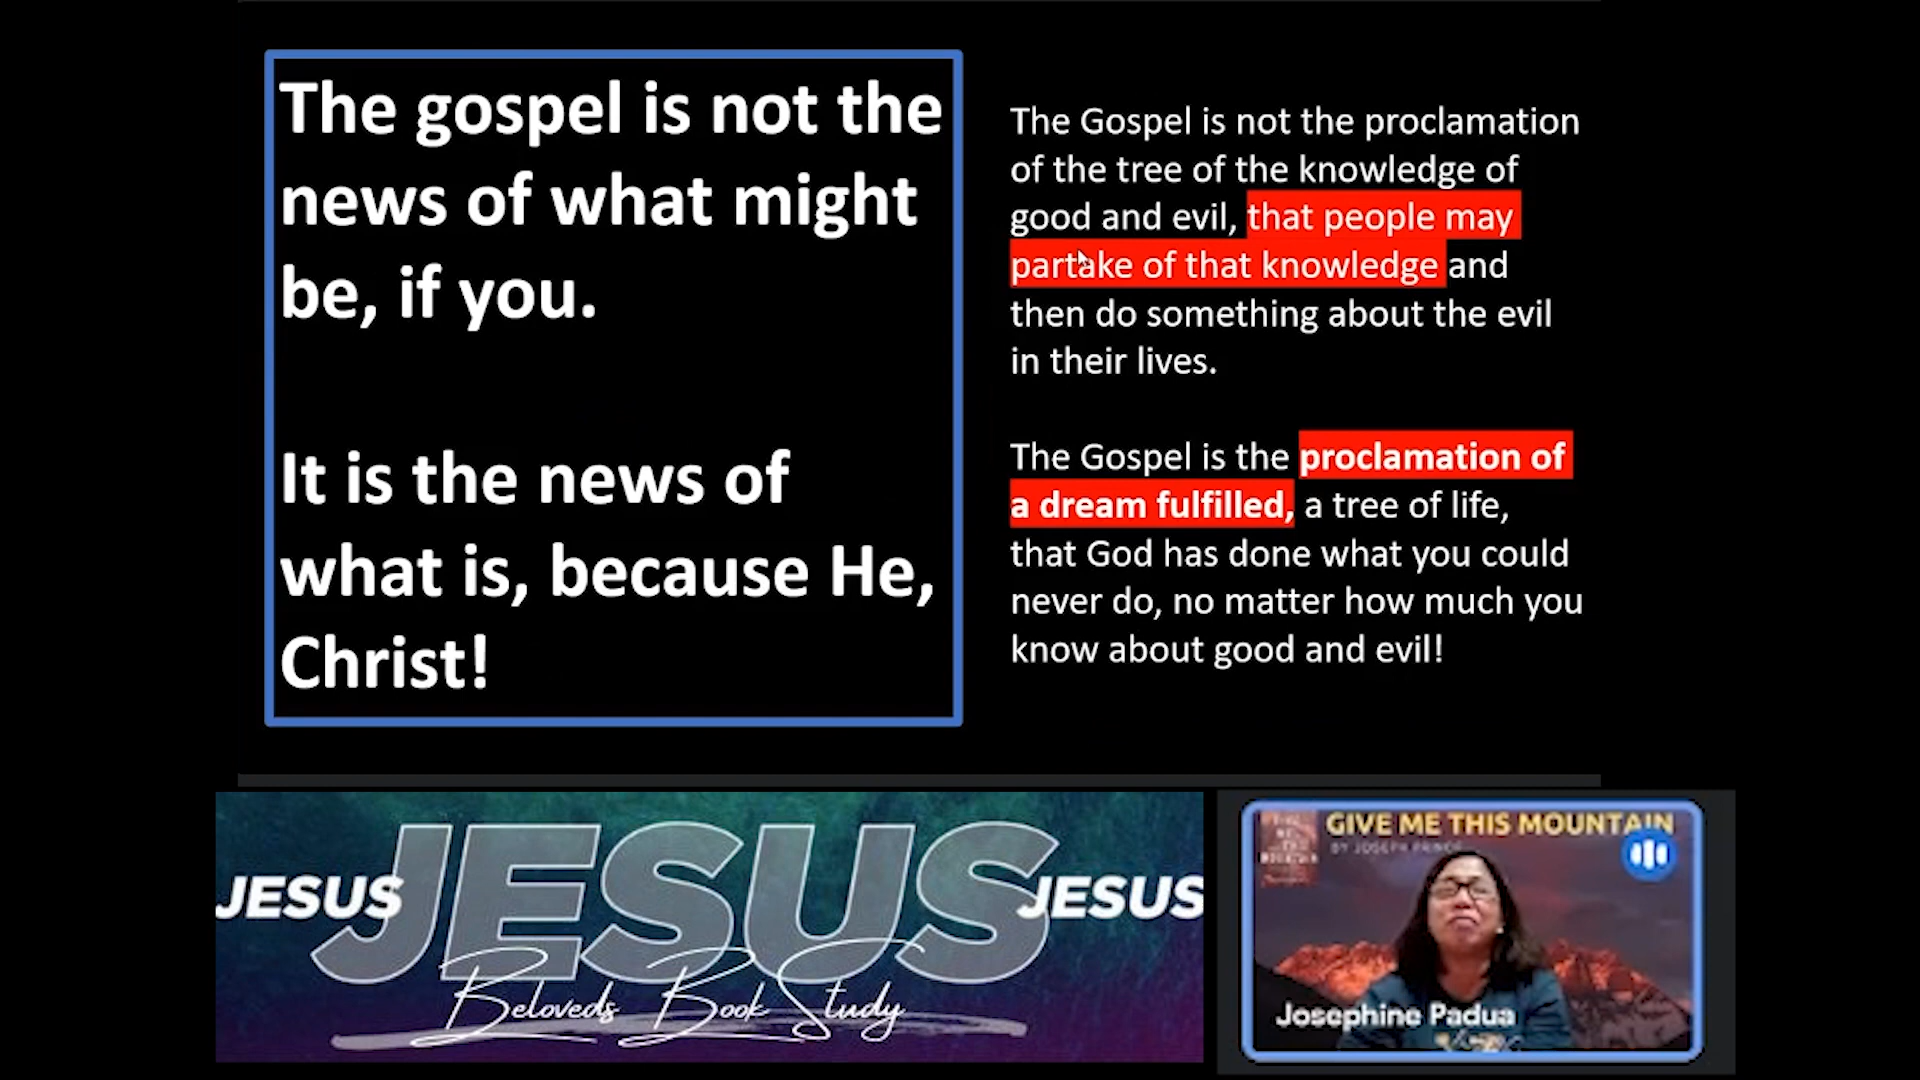 The gospel is not the
news of what might
be, if you.
It is the news of
what is, because He,
Christ!
The Gospel is not the proclamation
of the tree of the knowledge of
good and evil, that people may
partake of that knowledge and
then do something about the evil
in their lives.
The Gospel is the proclamation of
a dream fulfilled, a tree of life,
that God has done what you could
never do, no matter how much you
know about good and evil!
JESUS JESUS JESUS
Beloveds Book Study
GIVE ME THIS MOUNTAIN
BY JOSEPH PRINCE
Josephine Padua